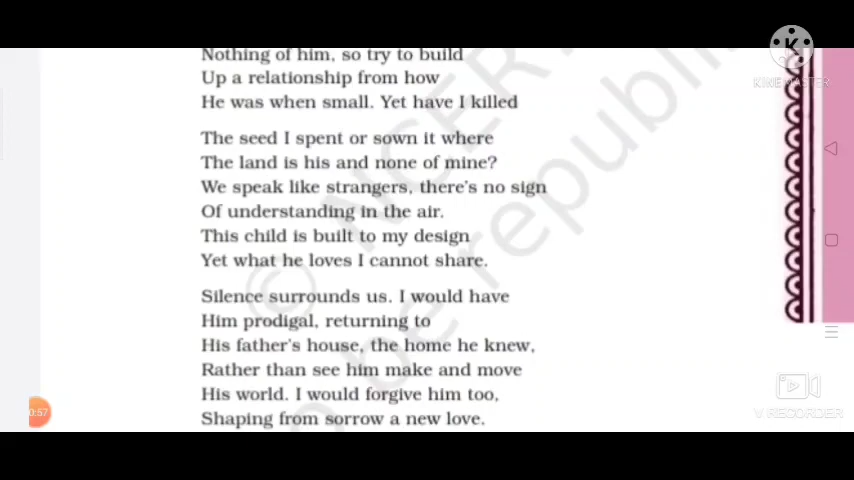 Nothing of him, so try to build
Up a relationship from how
He was when small. Yet have I killed
The seed I spent or sown it where
The land is his and none of mine?
We speak like strangers, there's no sign
Of understanding in the air.
This child is built to my design
Yet what he loves I cannot share.
Silence surrounds us. I would have
Him prodigal, returning to
His father's house, the home he knew,
Rather than see him make and move
His world. I would forgive him too,
Shaping from sorrow a new love.
© NCERT
o be republi
KINEMASTER
V.RECORDER
0:57